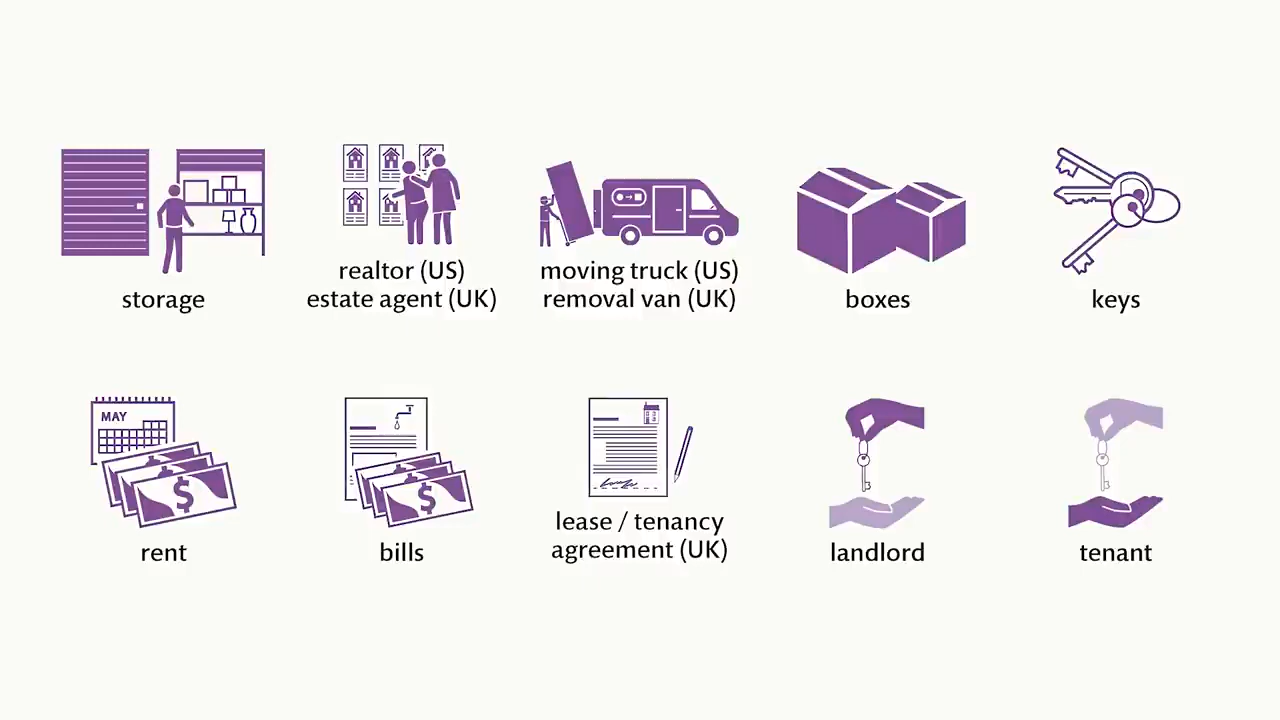 storage
realtor (US)
estate agent (UK)
moving truck (US)
removal van (UK)
boxes
keys
MAY
$
rent
$
bills
lease / tenancy
agreement (UK)
landlord
tenant